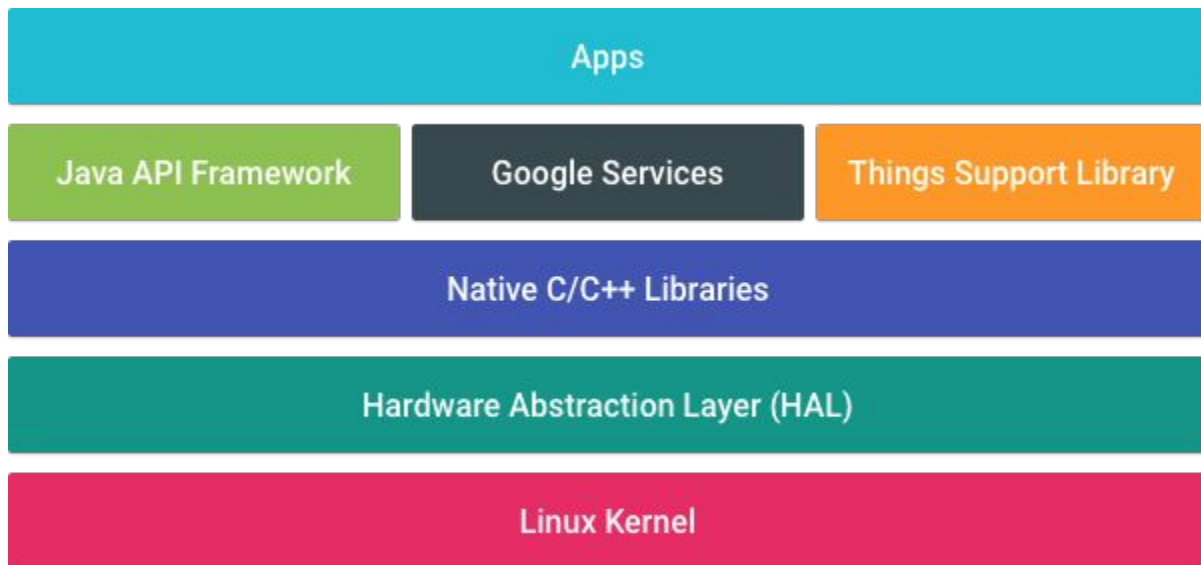 Apps
Java API Framework
Google Services
Things Support Library
Native C/C++ Libraries
Hardware Abstraction Layer (HAL)
Linux Kernel